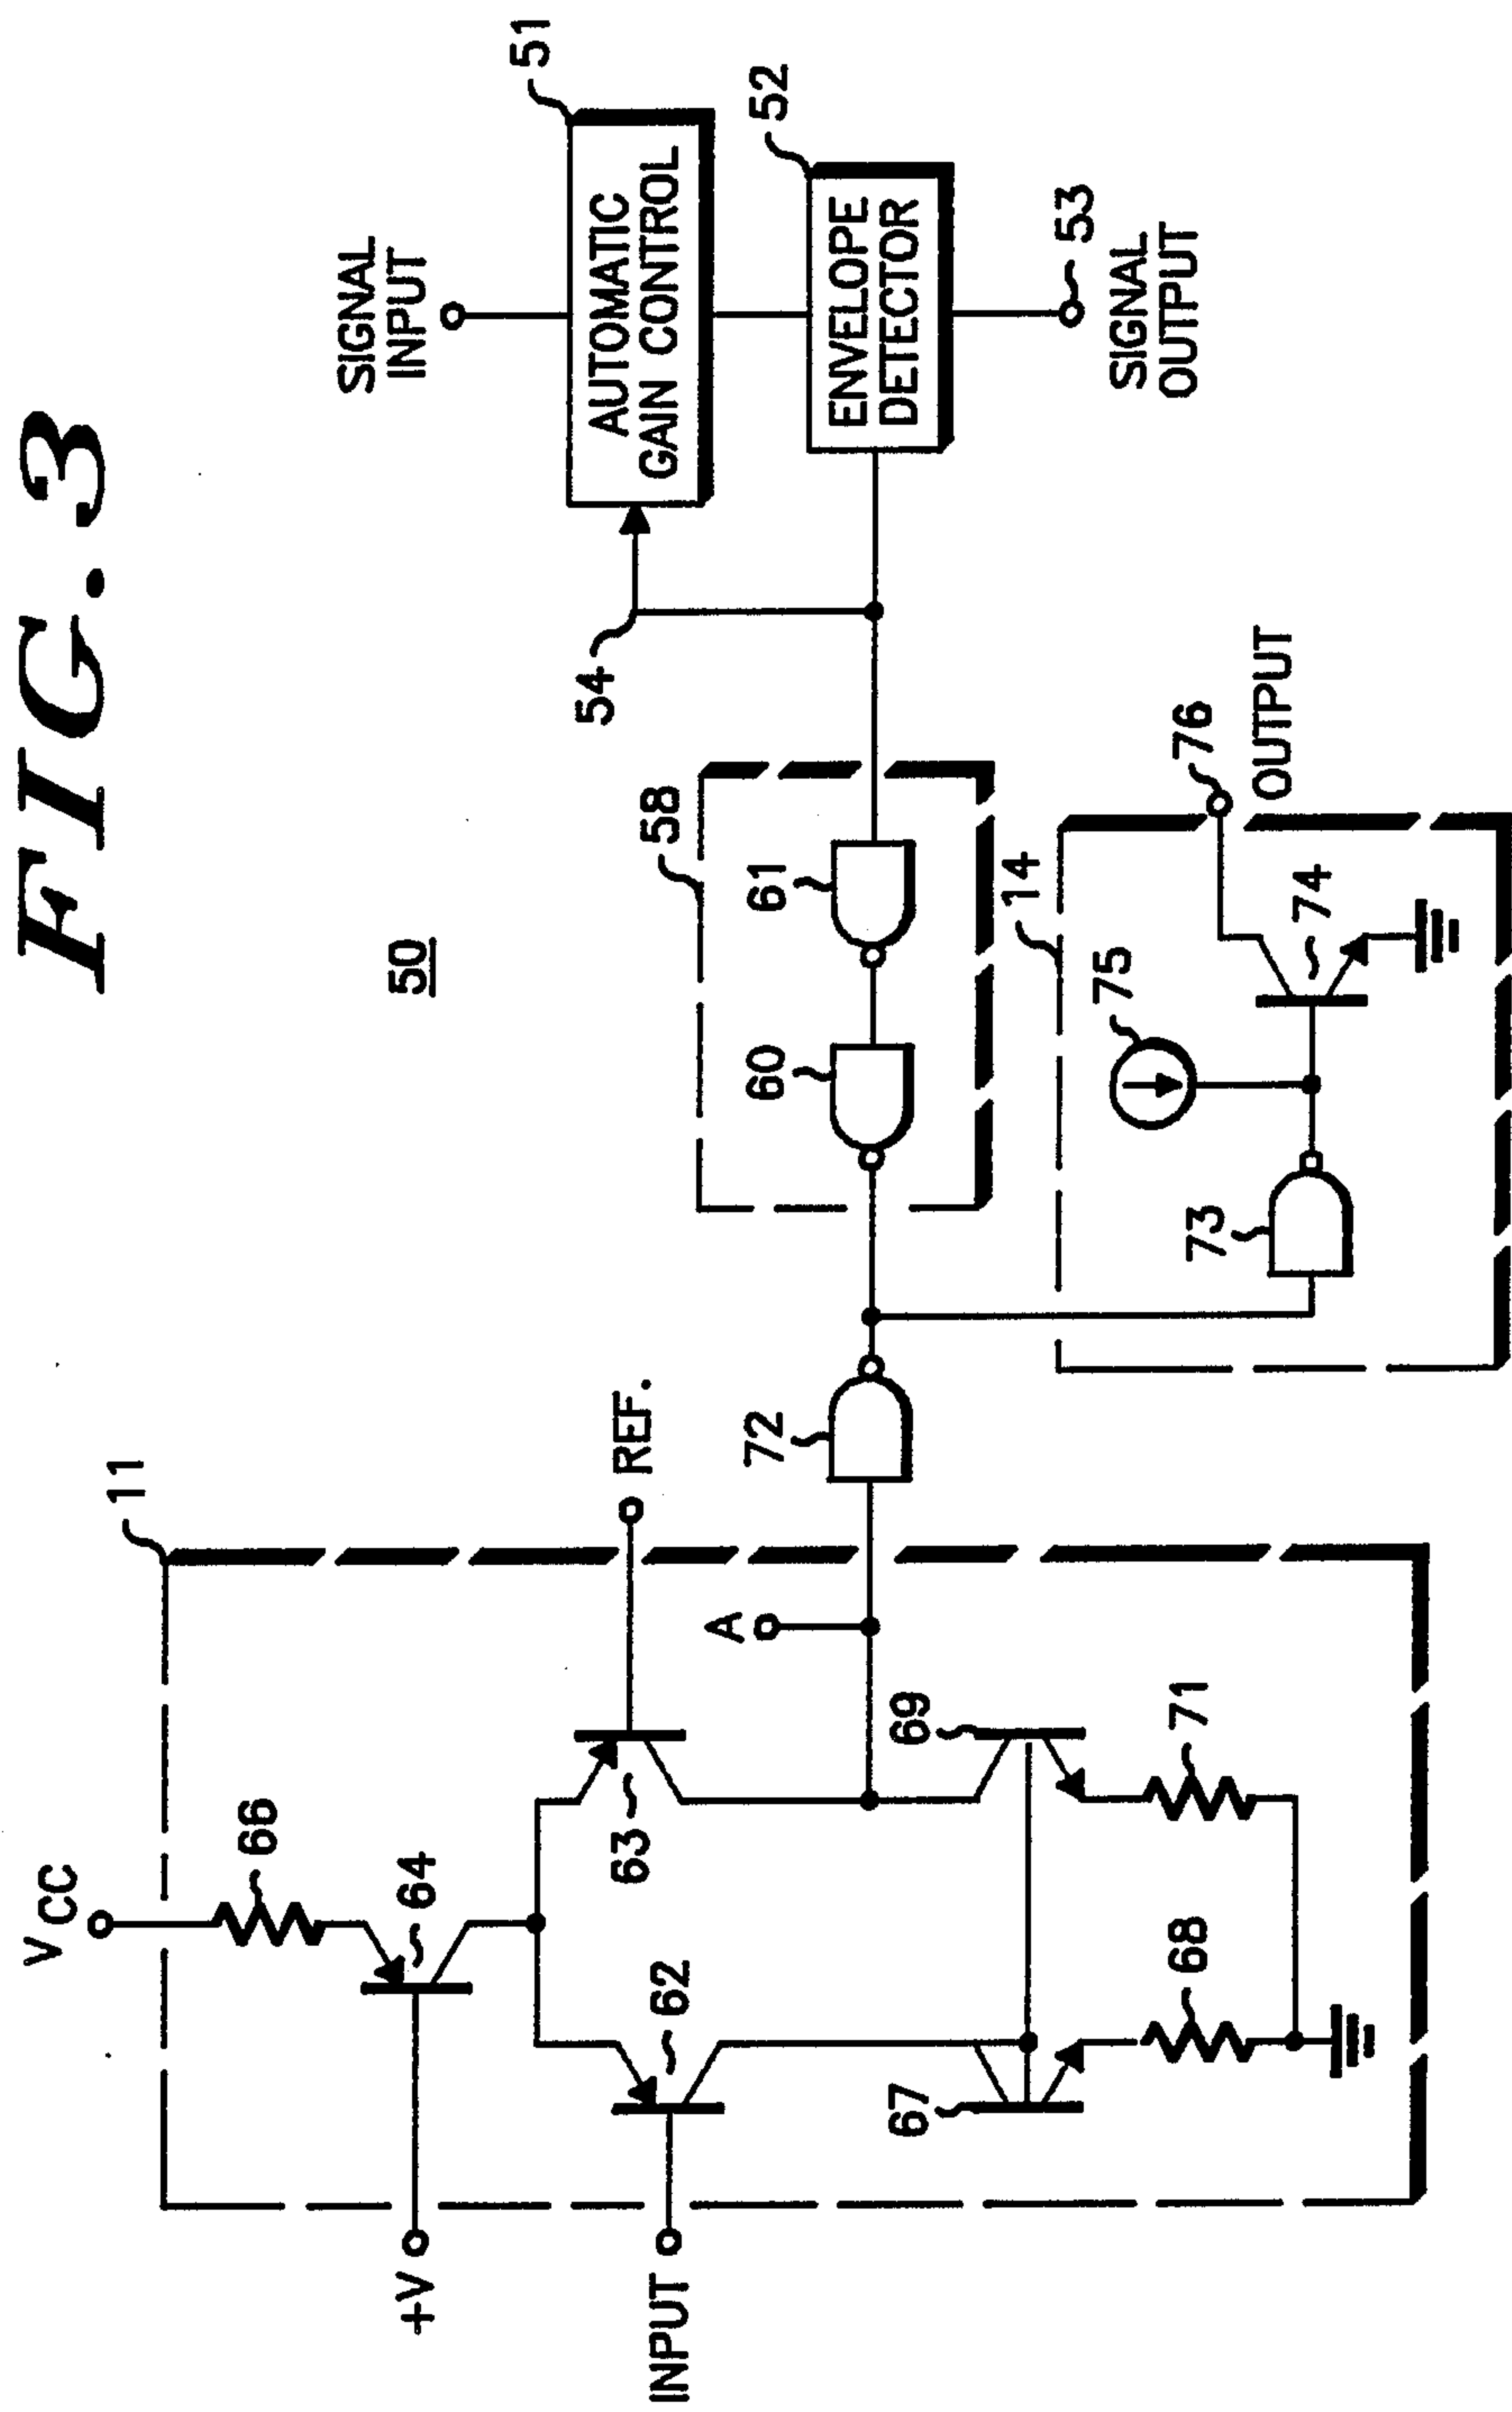 FIG. 3
50
V CC
11
66
+V
64
REF.
INPUT
62
63
A
67
69
68
71
72
58
60
61
14
73
75
74
76
OUTPUT
54
SIGNAL
INPUT
51
AUTOMATIC
GAIN CONTROL
52
ENVELOPE
DETECTOR
53
SIGNAL
OUTPUT